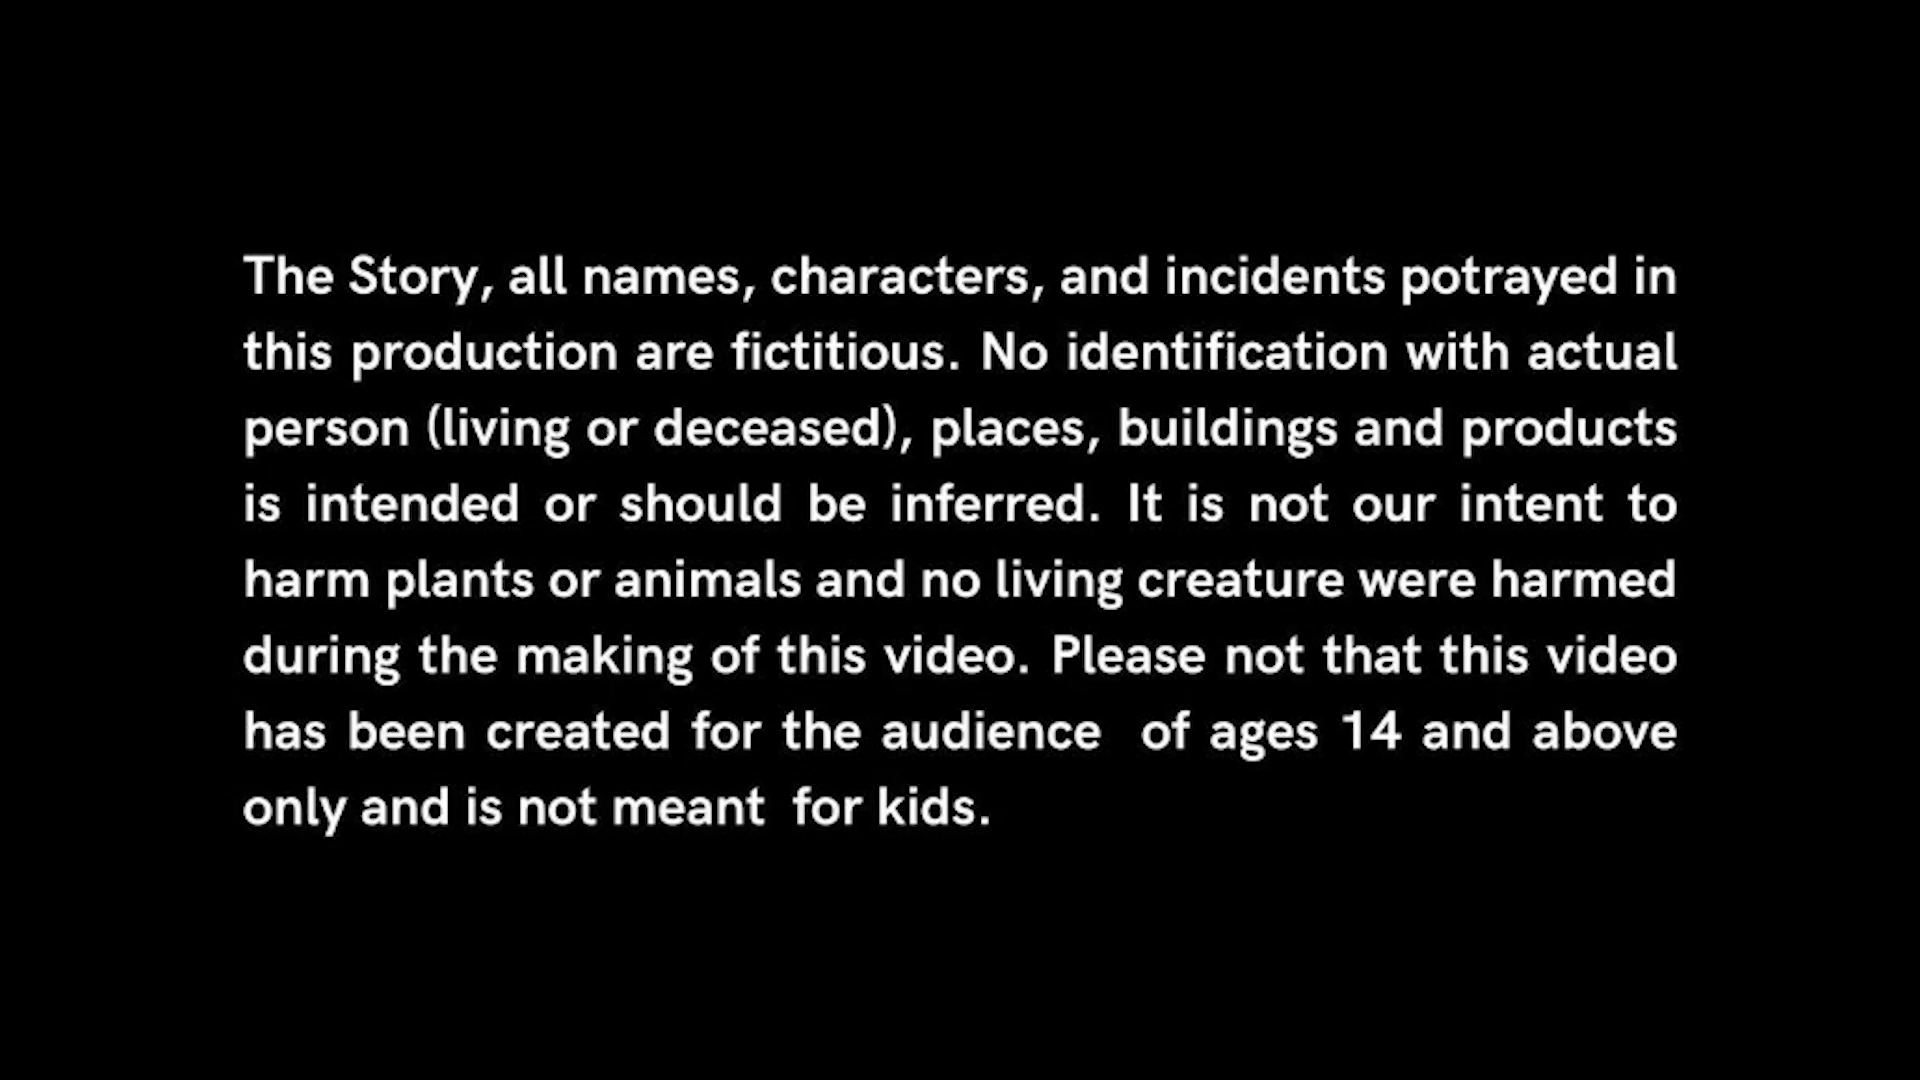 The Story, all names, characters, and incidents potrayed in
this production are fictitious. No identification with actual
person (living or deceased), places, buildings and products
is intended or should be inferred. It is not our intent to
harm plants or animals and no living creature were harmed
during the making of this video. Please not that this video
has been created for the audience of ages 14 and above
only and is not meant for kids.